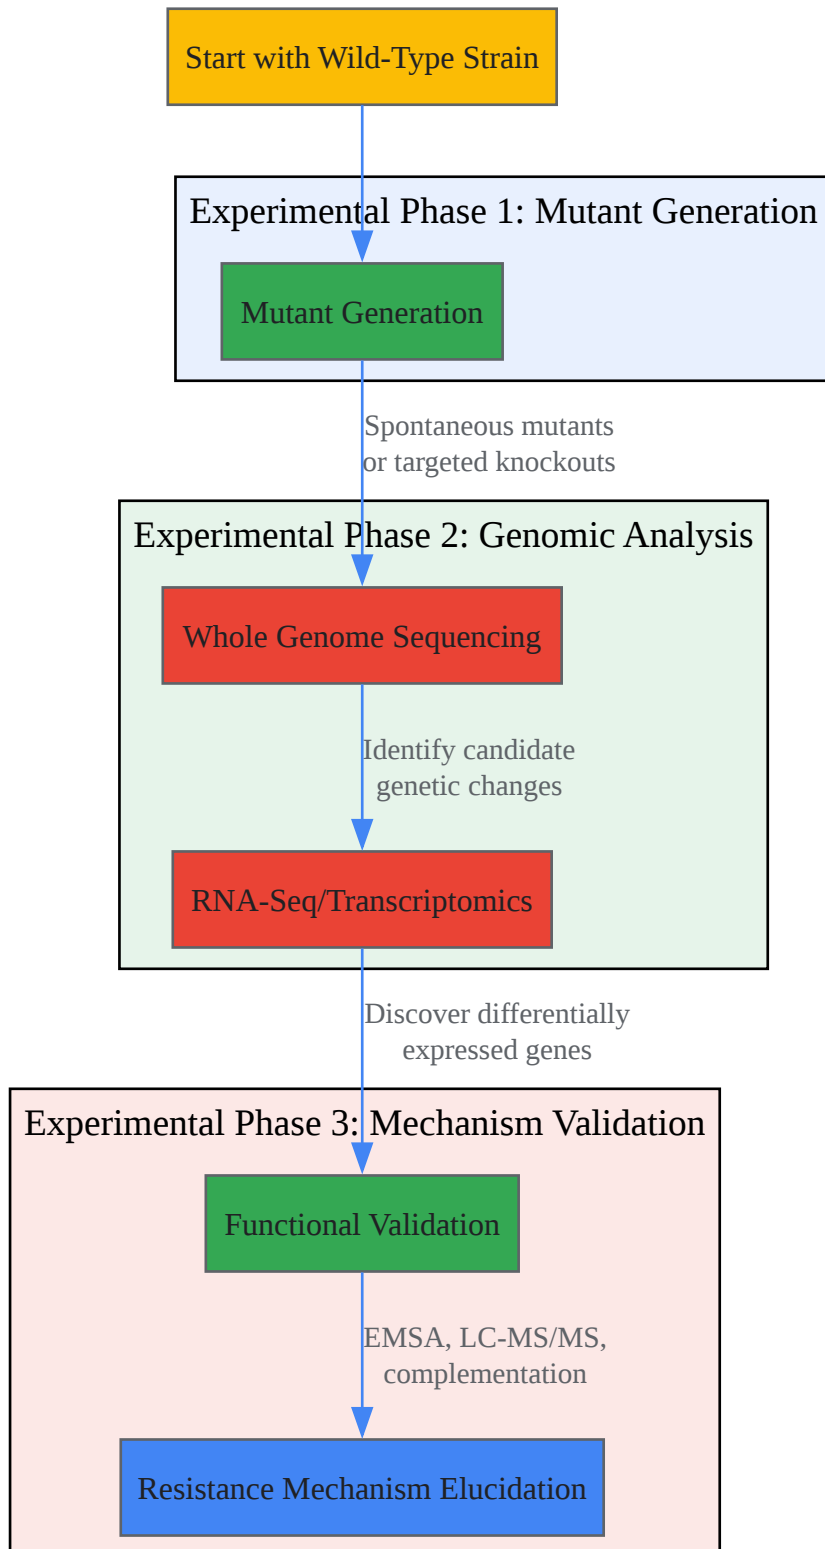 Start with Wild-Type Strain
Experimental Phase 1: Mutant Generation
Mutant Generation
Spontaneous mutants
or targeted knockouts
Experimental Phase 2: Genomic Analysis
Whole Genome Sequencing
Identify candidate
genetic changes
RNA-Seq/Transcriptomics
Discover differentially
expressed genes
Experimental Phase 3: Mechanism Validation
Functional Validation
EMSA, LC-MS/MS,
complementation
Resistance Mechanism Elucidation